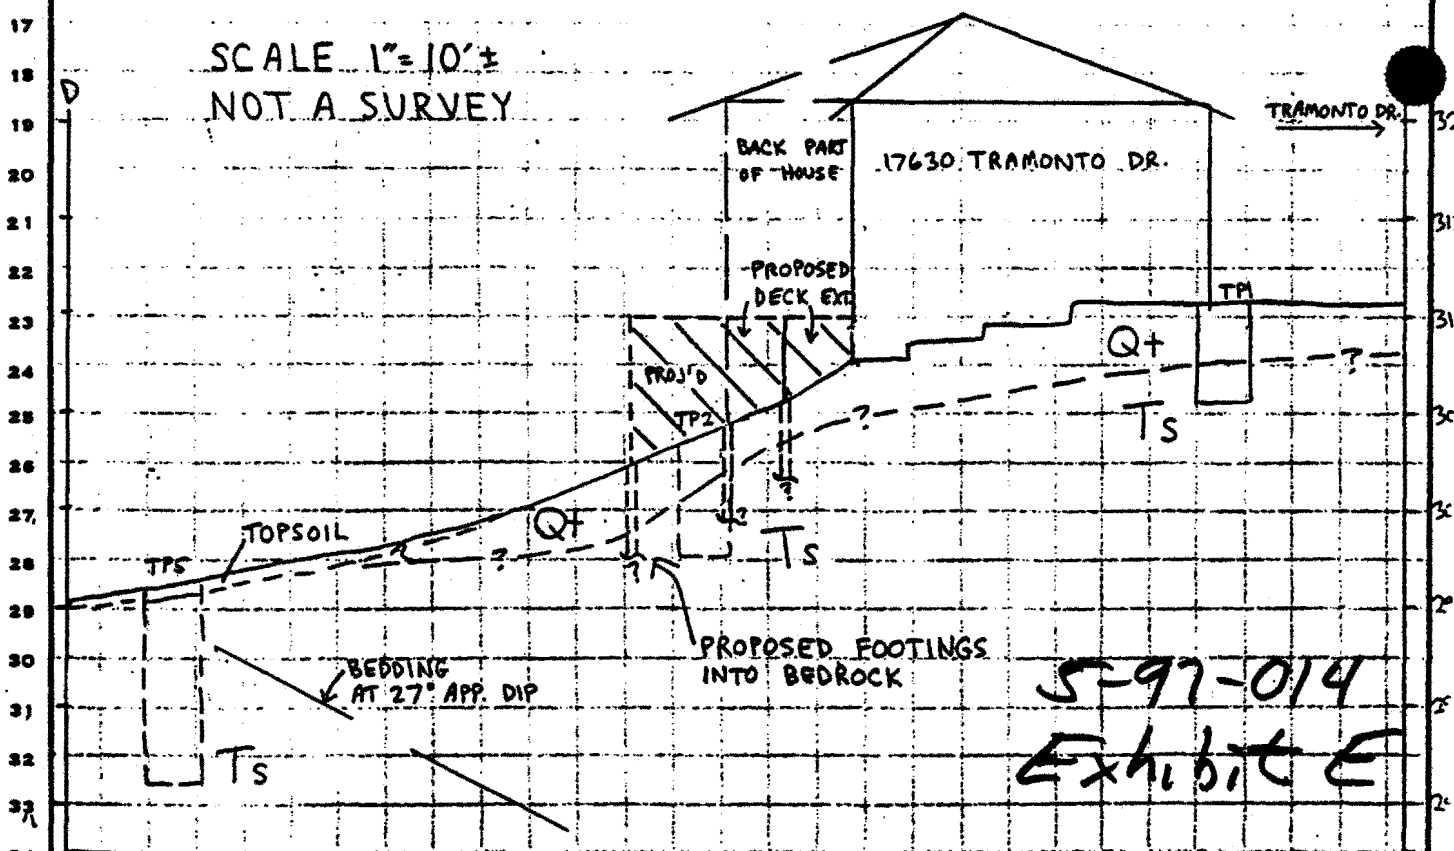 SCALE 1"= 10'±
NOT A SURVEY
D
TRAMONTO DR.
BACK PART
OF HOUSE
17630 TRAMONTO DR.
PROPOSED
DECK EXT
TP1
Qt
?
PROJ'D
TP2
?
Ts
?
?
?
Qt
Ts
TOPSOIL
?
?
TP5
PROPOSED FOOTINGS
INTO BEDROCK
BEDDING
AT 27° APP. DIP
Ts
S-97-014
Exhibit E
17
18
19
20
21
22
23
24
25
26
27
28
29
30
31
32
33